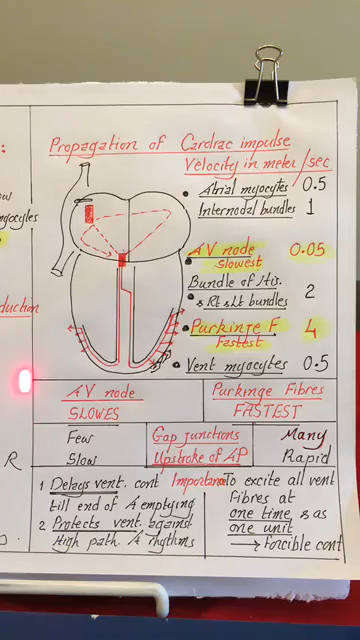 Propagation of Cardrac impulse
Velocity in meter / sec
Atrial myocytes / 0.5
Internodal bundles 1
AV node 0.05
Slowest
Bundle of His.
& Rt & Lt bundles 2
Purkinje F 4
Fastest
Vent myocytes 0.5
AV node
SLOWES
Purkinge Fibres
FASTEST
Few
Slow
Gap junctions
Upstroke of AP
Many
Rapid
Importance
1 Delays vent. cont
till end of A emptying
2 Protects vent. against
High path. A rhythms
To excite all vent
Fibres at
one time & as
one unit
→ forcible cont
yocytes
duction
R